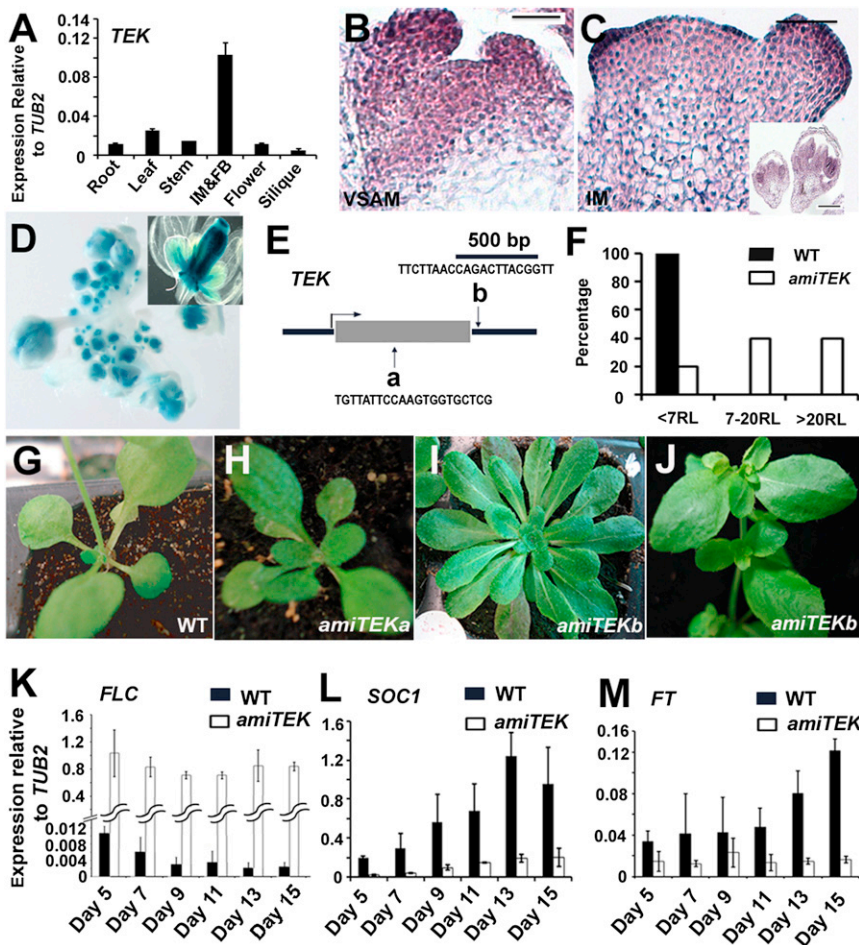 A
TEK
Expression Relative
to TUB2
0.14
0.12
0.08
0.04
0
Root
Leaf
Stem
IM&FB
Flower
Silique
B
VSAM
C
IM
D
E
TEK
500 bp
TTCTTAACCAGACTTACGGTT
b
a
TGTTATTCCAAGTGGTGCTCG
F
WT
amiTEK
Percentage
100
80
60
40
20
0
<7RL
7-20RL
>20RL
G
WT
H
amiTEKa
I
amiTEKb
J
amiTEKb
K
FLC
WT
amiTEK
Expression relative
to TUB2
1.6
1.2
0.8
0.4
0.012
0.008
0.004
0
Day 5
Day 7
Day 9
Day 11
Day 13
Day 15
L
SOC1
WT
amiTEK
1.6
1.2
0.8
0.4
0
Day 5
Day 7
Day 9
Day 11
Day 13
Day 15
M
FT
WT
amiTEK
0.16
0.12
0.08
0.04
0.00
Day 5
Day 7
Day 9
Day 11
Day 13
Day 15